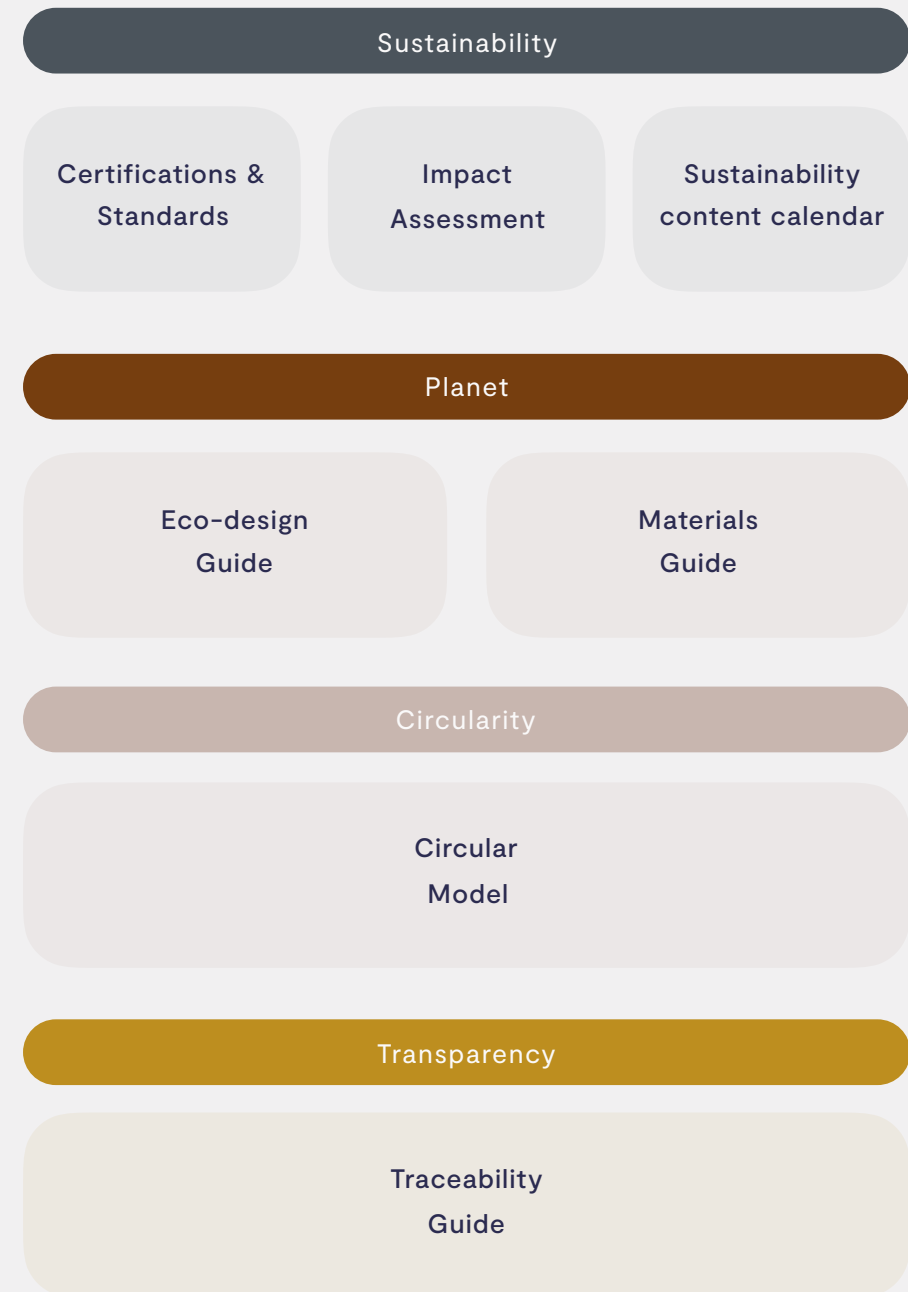 Sustainability
Certifications &
Standards
Impact
Assessment
Sustainability
content calendar
Planet
Eco-design
Guide
Materials
Guide
Circularity
Circular
Model
Transparency
Traceability
Guide